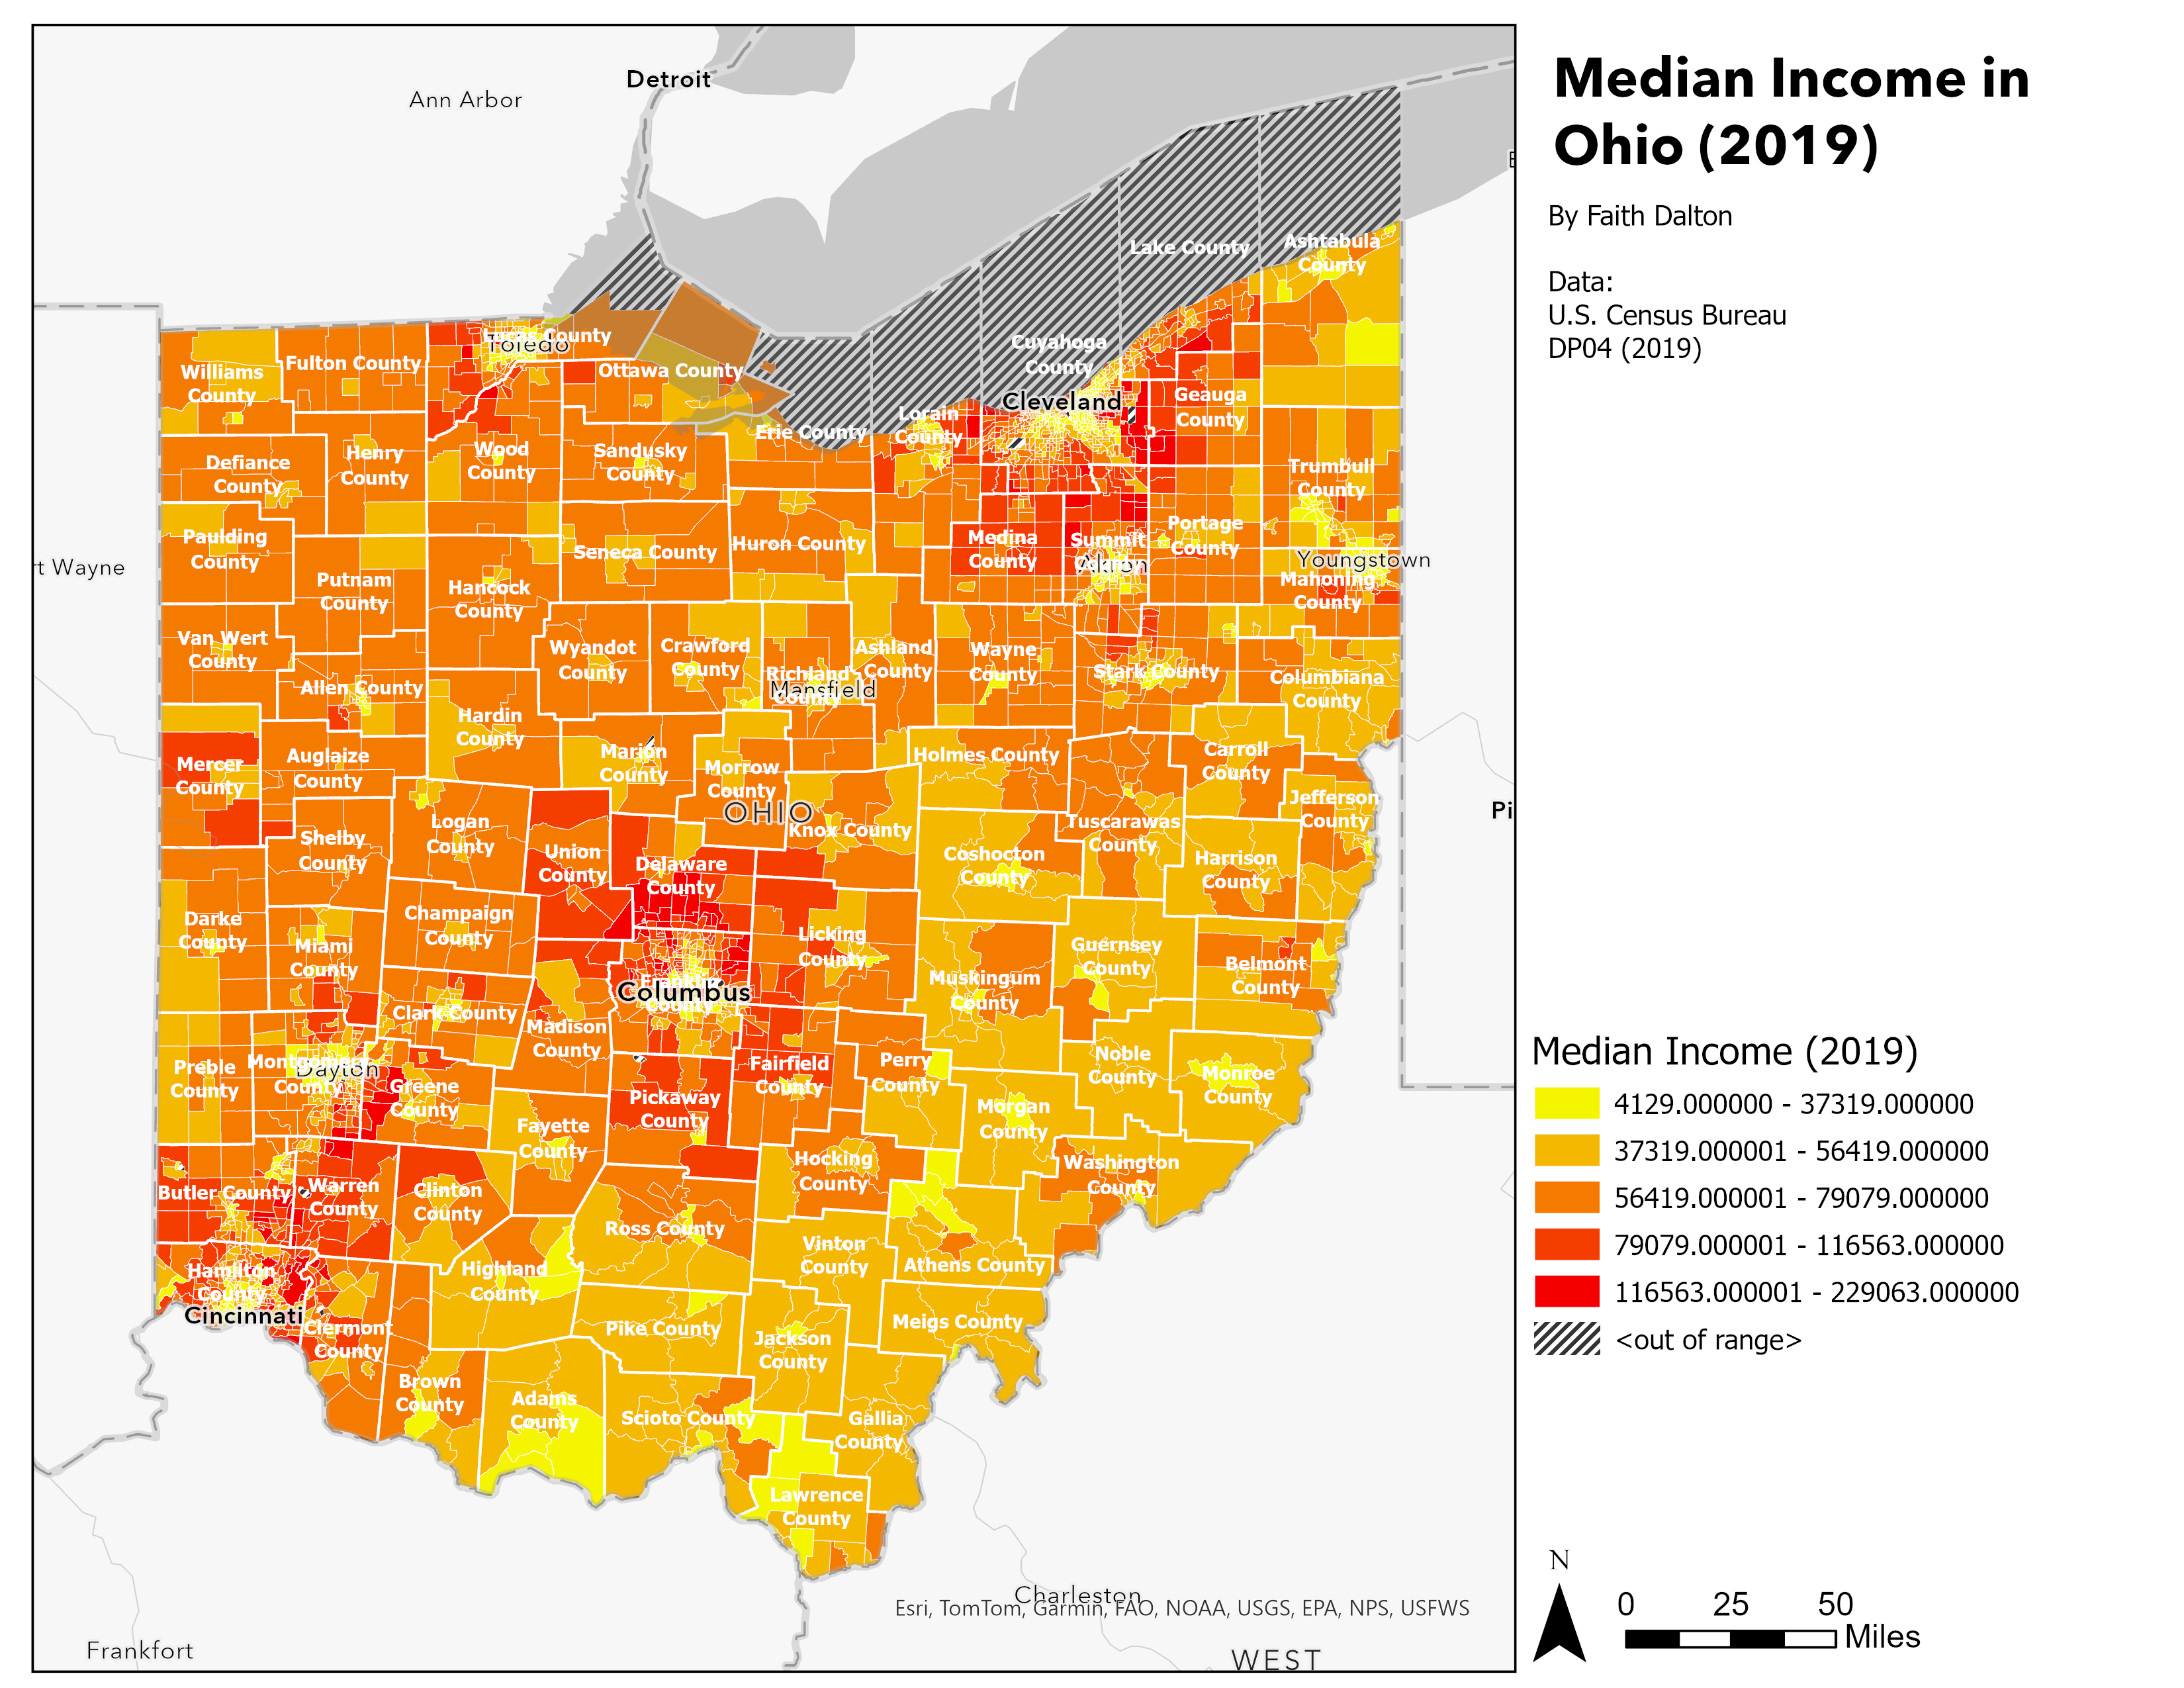 Median Income in
Ohio (2019)
By Faith Dalton
Data:
U.S. Census Bureau
DP04 (2019)
Detroit
Ann Arbor
Lake County
Ashtabula
County
Lucas County
Toledo
Fulton County
Williams
County
Ottawa County
Cuyahoga
County
Cleveland
Geauga
County
Lorain
County
Erie County
Defiance
County
Henry
County
Wood
County
Sandusky
County
Trumbull
County
Paulding
County
Seneca County
Huron County
Medina
County
Summit
County
Akron
Portage
County
Youngstown
rt Wayne
Putnam
County
Hancock
County
Mahoning
County
Van Wert
County
Wyandot
County
Crawford
County
Richland
County
Mansfield
Ashland
County
Wayne
County
Stark County
Columbiana
County
Allen County
Hardin
County
Mercer
County
Auglaize
County
Marion
County
Morrow
County
Holmes County
Carroll
County
Jefferson
County
OHIO
Pi
Knox County
Shelby
County
Logan
County
Union
County
Delaware
County
Coshocton
County
Tuscarawas
County
Harrison
County
Darke
County
Miami
County
Champaign
County
Licking
County
Guernsey
County
Belmont
County
Muskingum
County
Franklin
County
Columbus
Clark County
Madison
County
Preble
County
Montgomery
County
Dayton
Greene
County
Fairfield
County
Perry
County
Noble
County
Monroe
County
Pickaway
County
Morgan
County
Fayette
County
Hocking
County
Washington
County
Butler County
Warren
County
Clinton
County
Ross County
Vinton
County
Athens County
Hamilton
County
Cincinnati
Highland
County
Clermont
County
Pike County
Jackson
County
Meigs County
Brown
County
Adams
County
Scioto County
Gallia
County
Lawrence
County
Charleston
Esri, TomTom, Garmin, FAO, NOAA, USGS, EPA, NPS, USFWS
Frankfort
WEST
Median Income (2019)
4129.000000 - 37319.000000
37319.000001 - 56419.000000
56419.000001 - 79079.000000
79079.000001 - 116563.000000
116563.000001 - 229063.000000
<out of range>
N
0 25 50
Miles